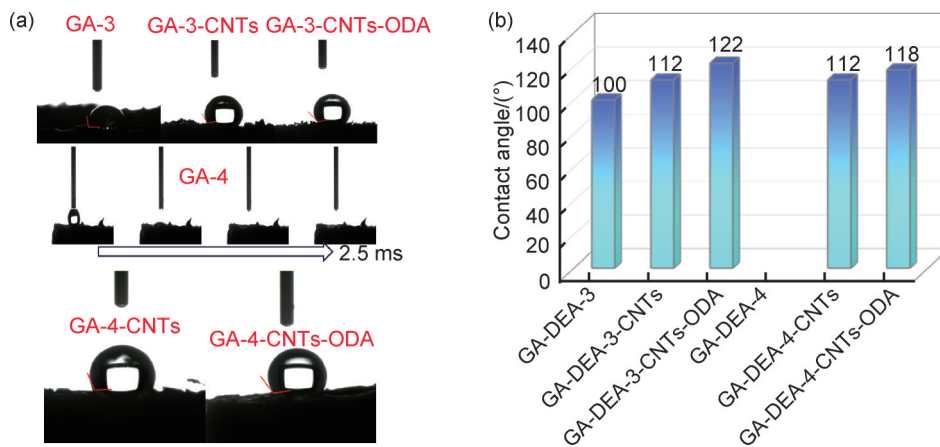 (a)
GA-3
GA-3-CNTs
GA-3-CNTs-ODA
GA-4
2.5 ms
GA-4-CNTs
GA-4-CNTs-ODA
(b)
Contact angle/(°)
140
120
100
80
60
40
20
0
100
112
122
112
118
GA-DEA-3
GA-DEA-3-CNTs
GA-DEA-3-CNTs-ODA
GA-DEA-4
GA-DEA-4-CNTs
GA-DEA-4-CNTs-ODA